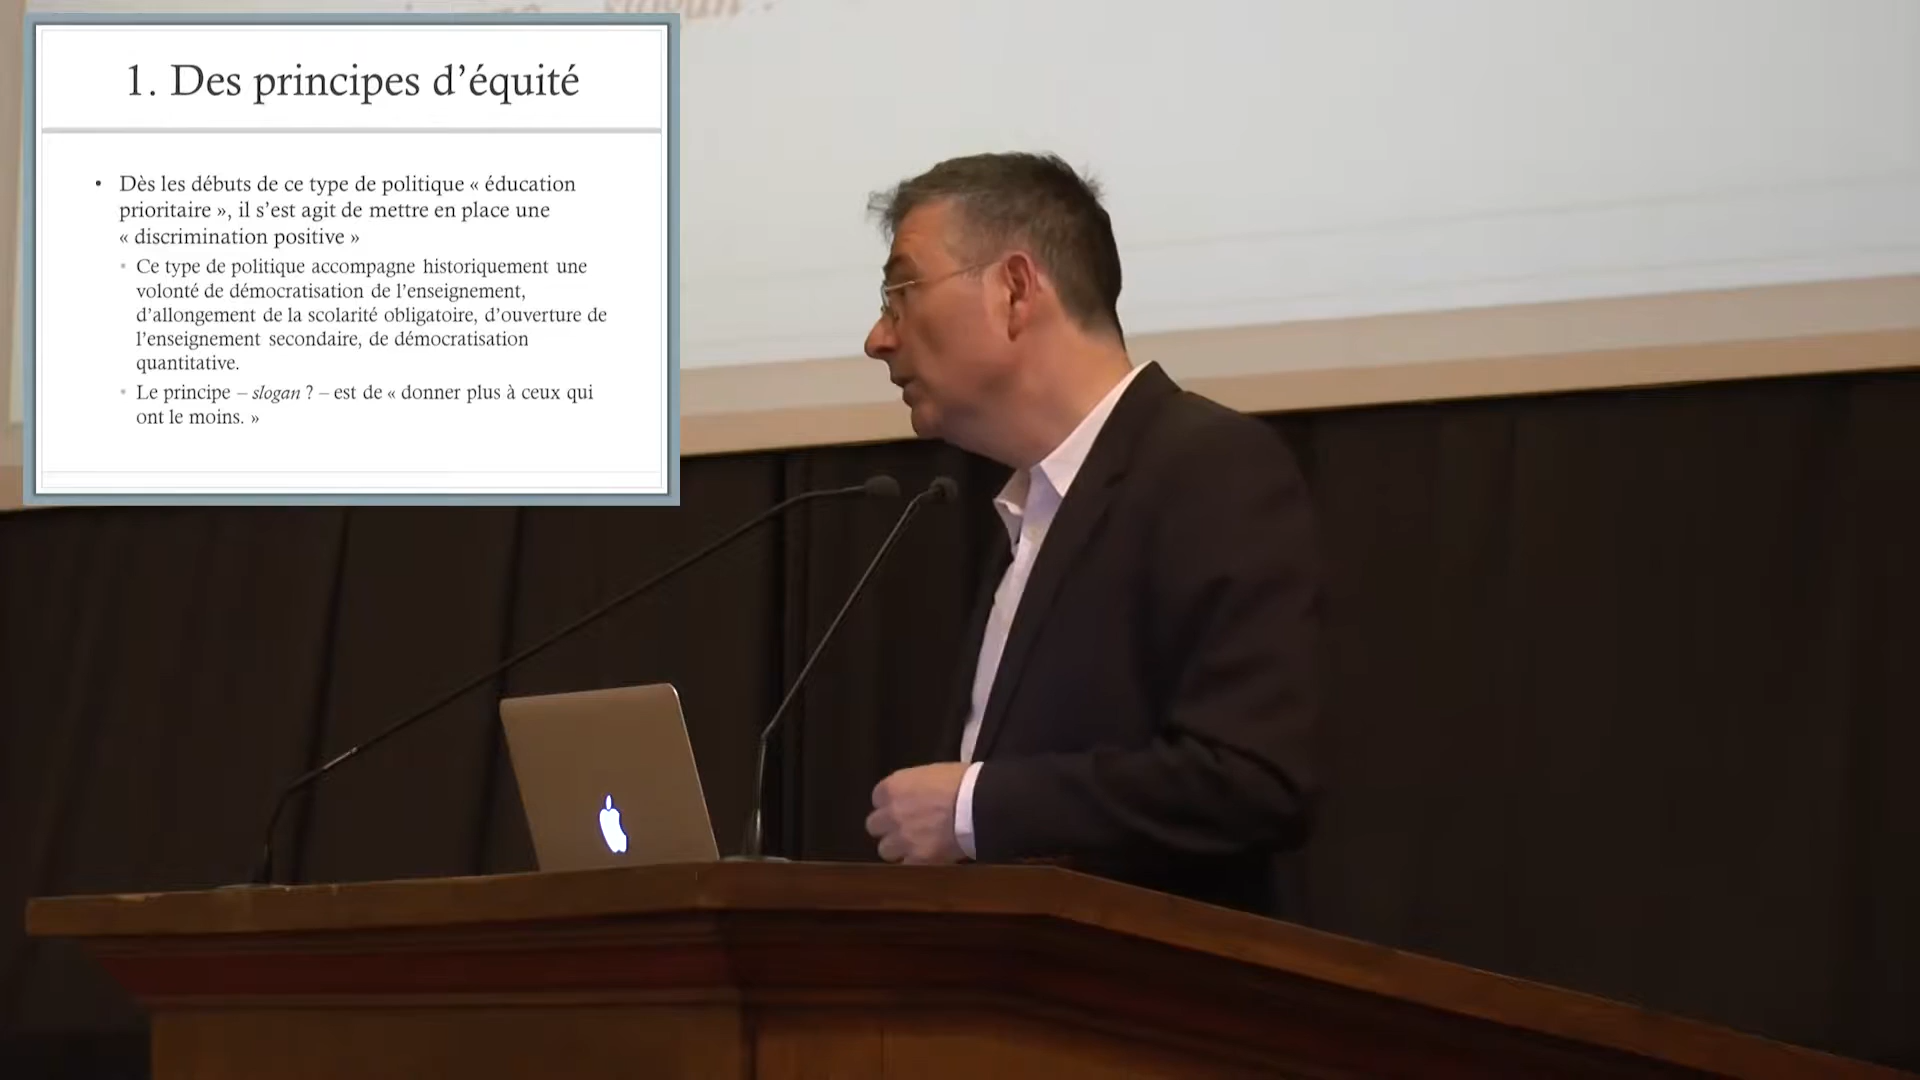 slogan
1. Des principes d’équité
• Dès les débuts de ce type de politique « éducation
prioritaire », il s’est agit de mettre en place une
« discrimination positive »
Ce type de politique accompagne historiquement une
volonté de démocratisation de l’enseignement,
d’allongement de la scolarité obligatoire, d’ouverture de
l’enseignement secondaire, de démocratisation
quantitative.
Le principe – slogan ? – est de « donner plus à ceux qui
ont le moins. »